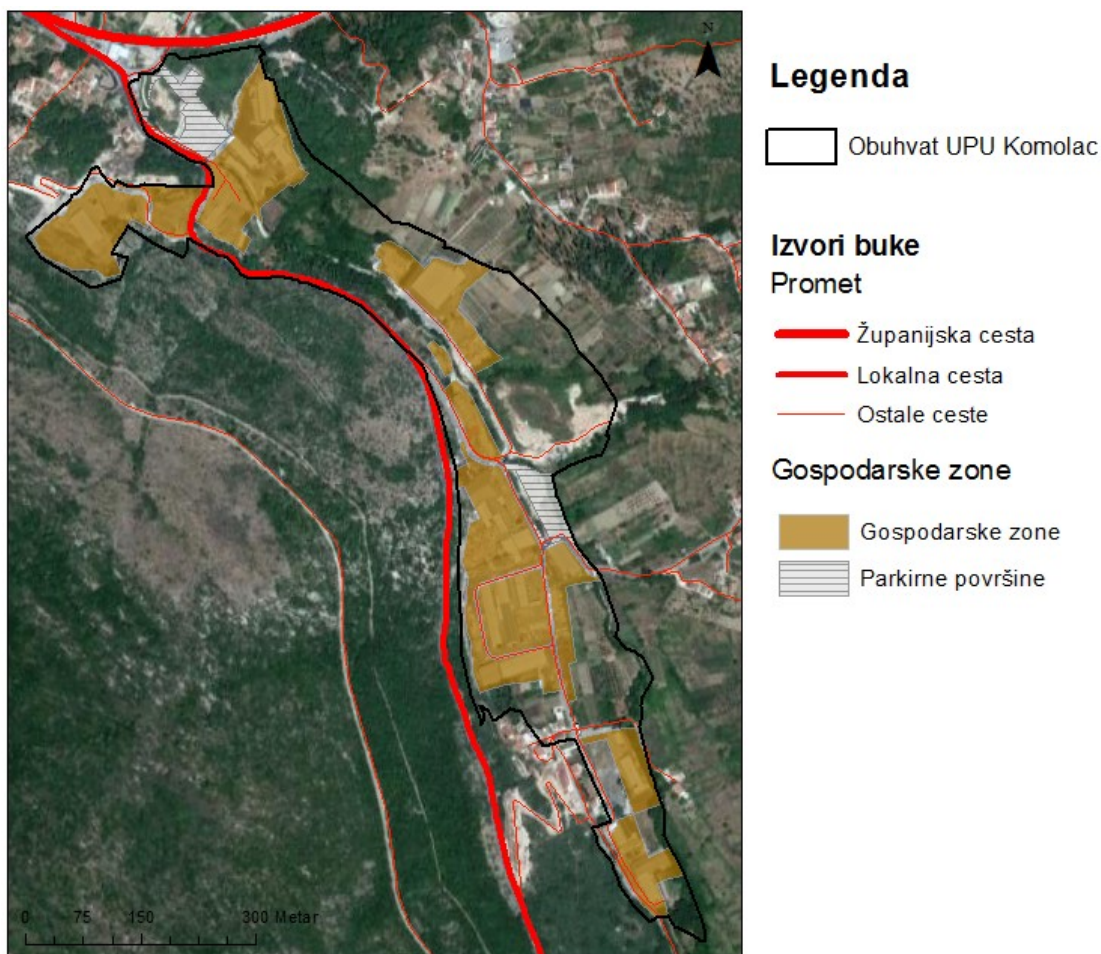 N
Legenda
Obuhvat UPU Komolac
Izvori buke
Promet
Županijska cesta
Lokalna cesta
Ostale ceste
Gospodarske zone
Gospodarske zone
Parkirne površine
0 75 150 300 Metar